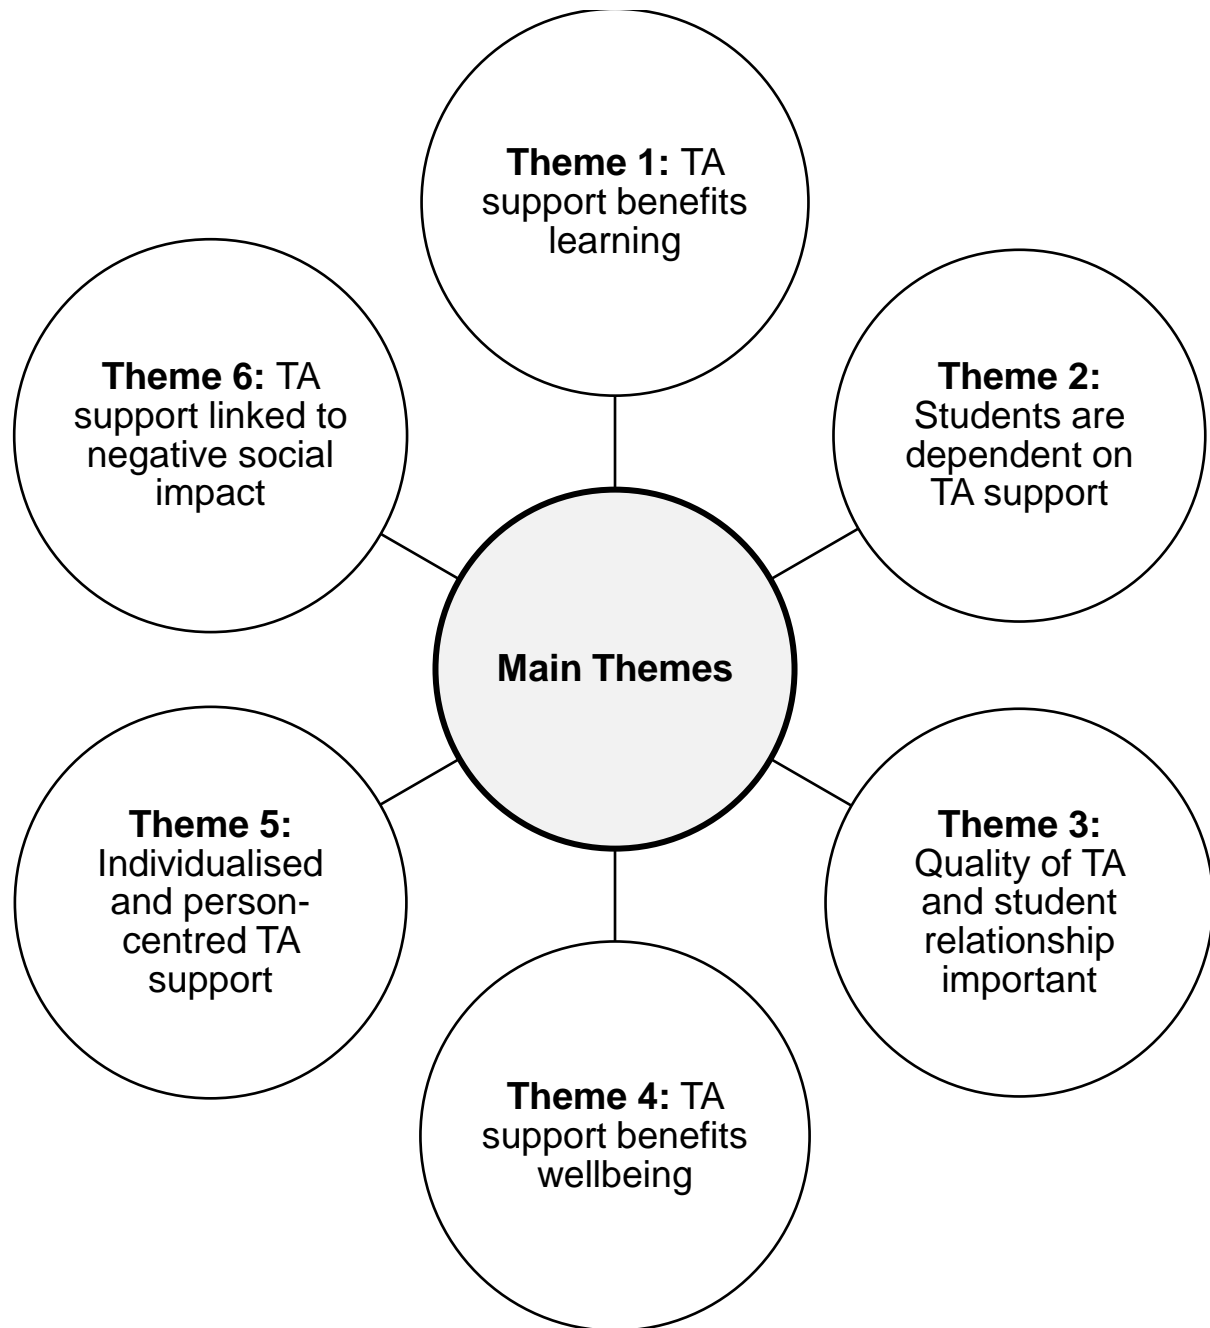 Theme 1: TA
support benefits
learning
Theme 2:
Students are
dependent on
TA support
Theme 3:
Quality of TA
and student
relationship
important
Theme 4: TA
support benefits
wellbeing
Theme 5:
Individualised
and person-
centred TA
support
Theme 6: TA
support linked to
negative social
impact
Main Themes